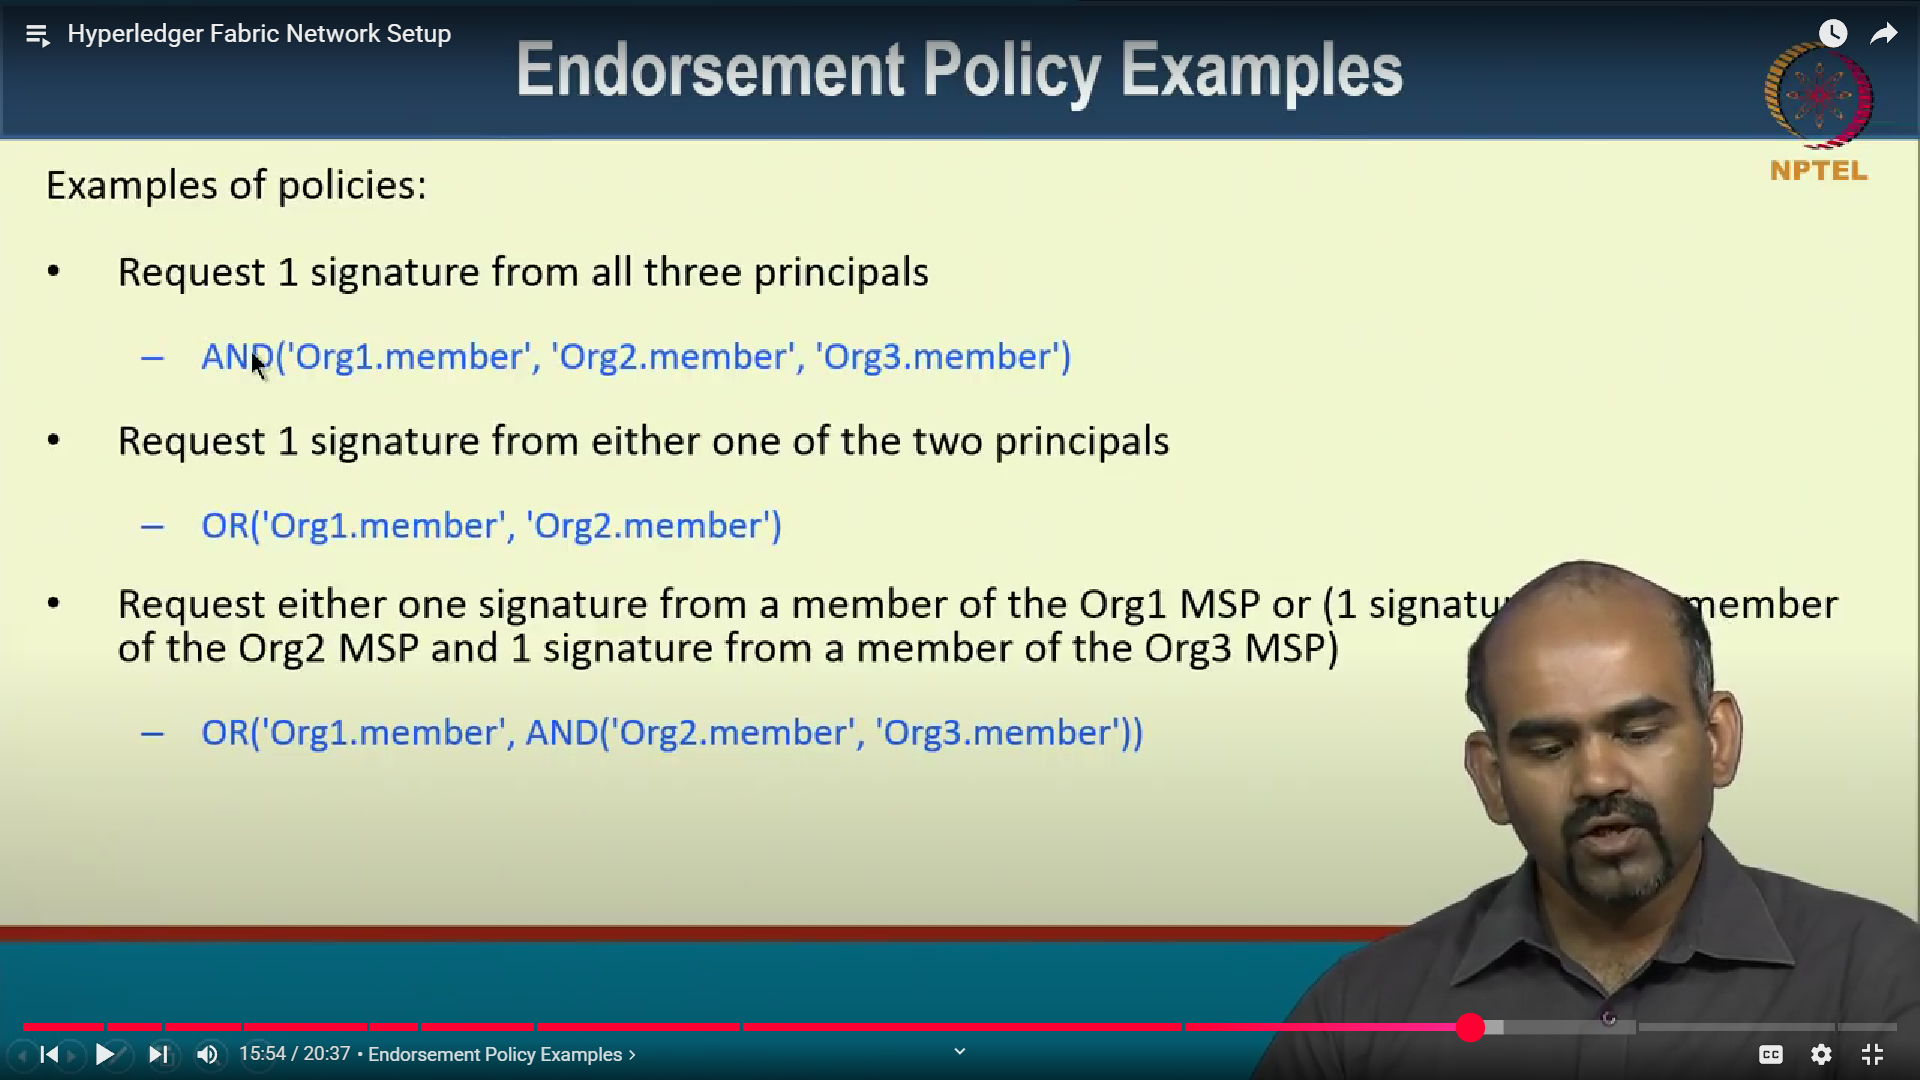 Hyperledger Fabric Network Setup
Endorsement Policy Examples
NPTEL
Examples of policies:
• Request 1 signature from all three principals
– AND('Org1.member', 'Org2.member', 'Org3.member')
• Request 1 signature from either one of the two principals
– OR('Org1.member', 'Org2.member')
• Request either one signature from a member of the Org1 MSP or (1 member
of the Org2 MSP and 1 signature from a member of the Org3 MSP)
– OR('Org1.member', AND('Org2.member', 'Org3.member'))
15:54 / 20:37 • Endorsement Policy Examples ›
CC